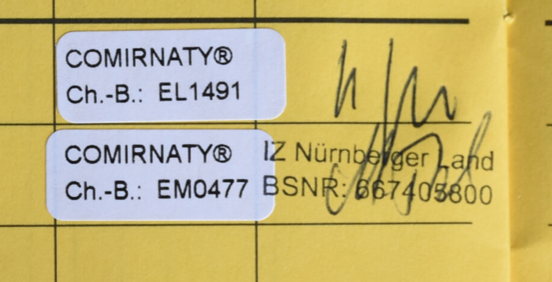 COMIRNATY®
Ch.-B.: EL1491
COMIRNATY®
Ch.-B.: EM0477
IZ Nürnberger Land
BSNR: 667405800